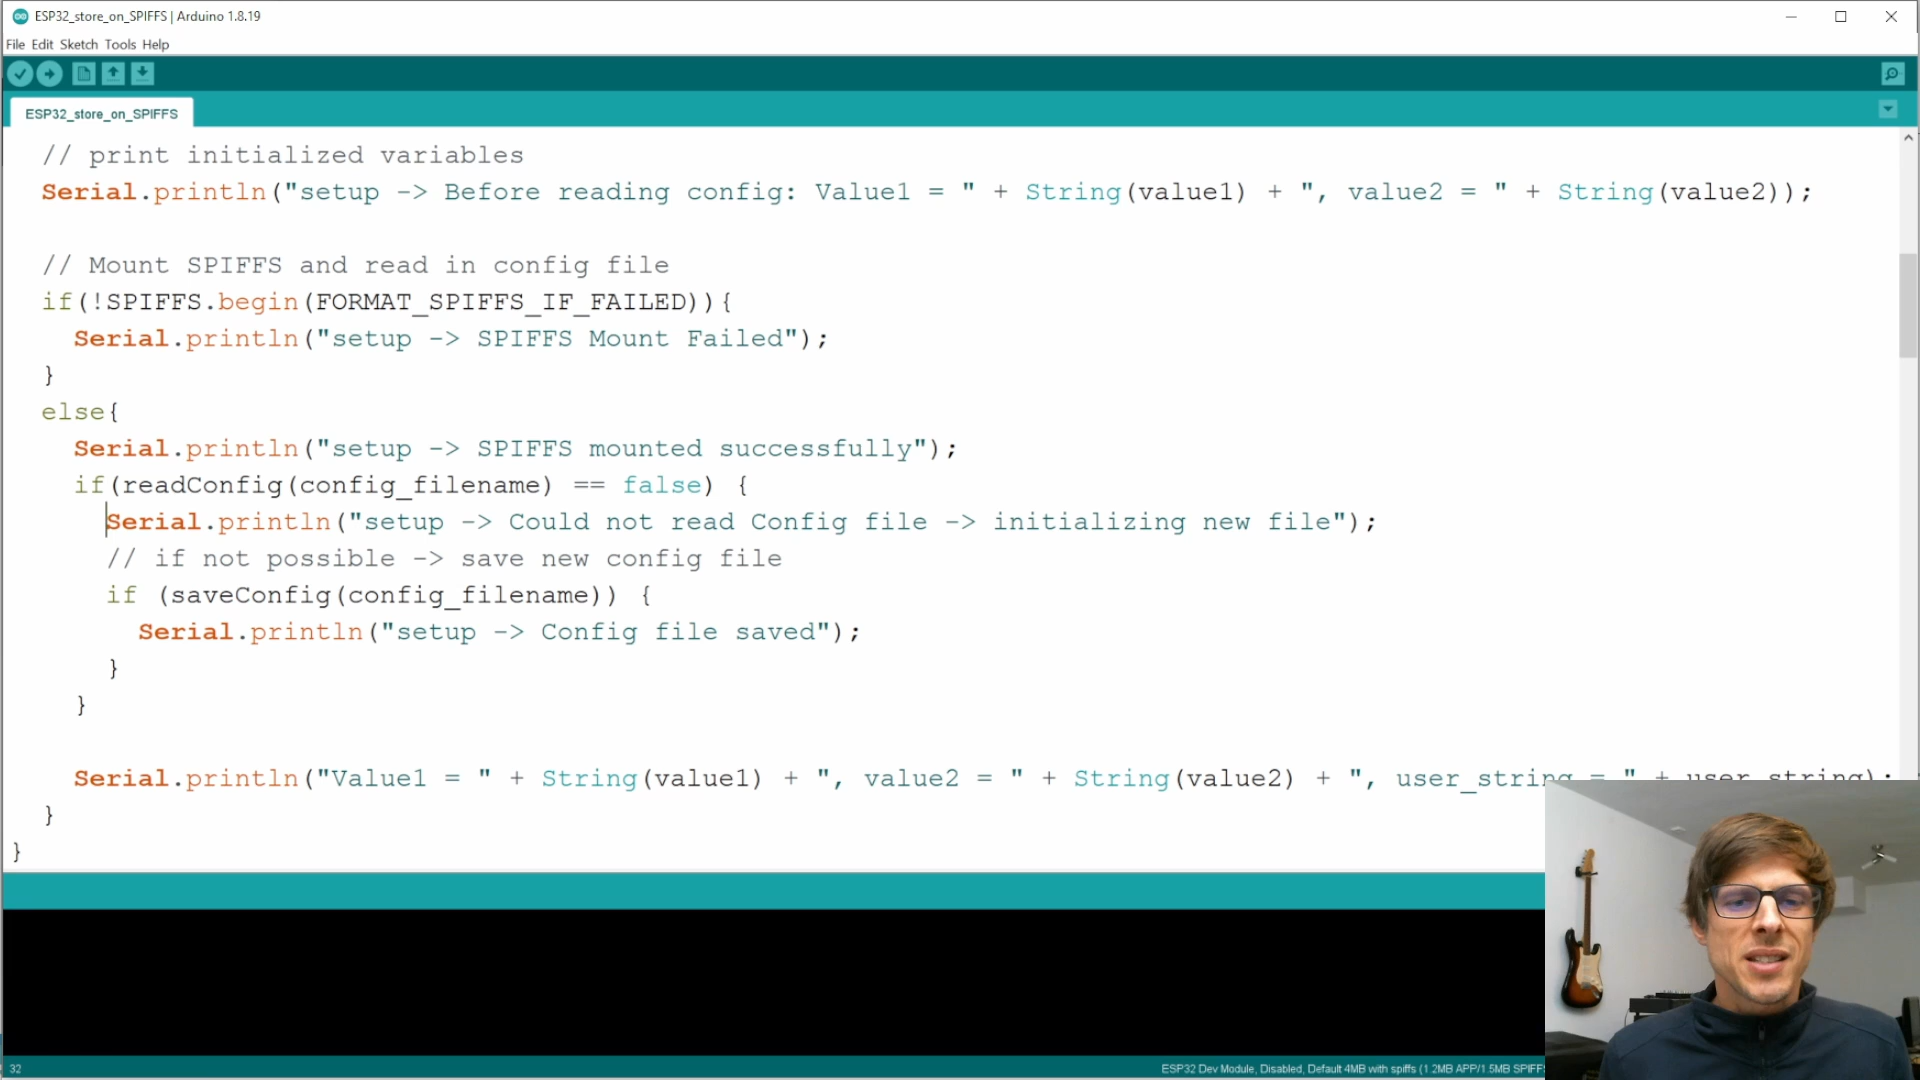 ESP32_store_on_SPIFFS | Arduino 1.8.19
File Edit Sketch Tools Help
ESP32_store_on_SPIFFS
// print initialized variables
Serial.println("setup -> Before reading config: Value1 = " + String(value1) + ", value2 = " + String(value2));
// Mount SPIFFS and read in config file
if(!SPIFFS.begin(FORMAT_SPIFFS_IF_FAILED)){
Serial.println("setup -> SPIFFS Mount Failed");
}
else{
Serial.println("setup -> SPIFFS mounted successfully");
if(readConfig(config_filename) == false) {
Serial.println("setup -> Could not read Config file -> initializing new file");
// if not possible -> save new config file
if (saveConfig(config_filename)) {
Serial.println("setup -> Config file saved");
}
}
Serial.println("Value1 = " + String(value1) + ", value2 = " + String(value2) + ", user_string = " + user_string);
}
}
32
ESP32 Dev Module, Disabled, Default 4MB with spiffs (1.2MB APP/1.5MB SPIFF